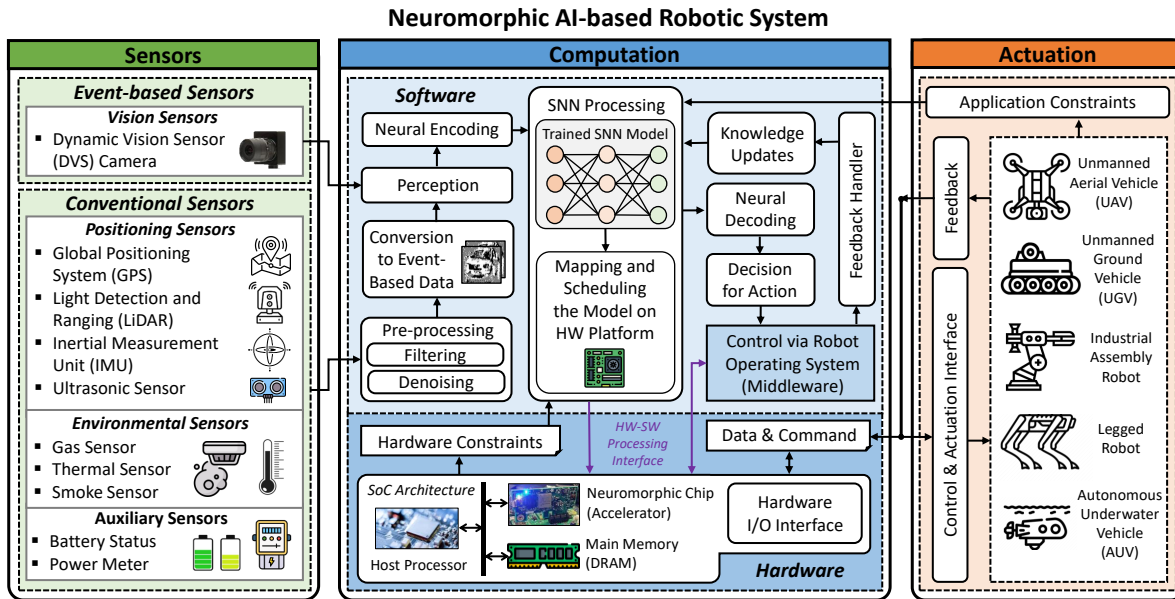 Neuromorphic AI-based Robotic System
Sensors
Event-based Sensors
Vision Sensors
▪ Dynamic Vision Sensor
(DVS) Camera
Conventional Sensors
Positioning Sensors
▪ Global Positioning
System (GPS)
▪ Light Detection and
Ranging (LiDAR)
▪ Inertial Measurement
Unit (IMU)
▪ Ultrasonic Sensor
Environmental Sensors
▪ Gas Sensor
▪ Thermal Sensor
▪ Smoke Sensor
Auxiliary Sensors
▪ Battery Status
▪ Power Meter
Computation
Software
Neural Encoding
Perception
Conversion
to Event-
Based Data
Pre-processing
Filtering
Denoising
SNN Processing
Trained SNN Model
Mapping and
Scheduling
the Model on
HW Platform
Knowledge
Updates
Neural
Decoding
Decision
for Action
Control via Robot
Operating System
(Middleware)
Feedback Handler
Hardware Constraints
HW-SW
Processing
Interface
Data & Command
SoC Architecture
Host Processor
Neuromorphic Chip
(Accelerator)
Main Memory
(DRAM)
Hardware
I/O Interface
Hardware
Actuation
Application Constraints
Feedback
Control & Actuation Interface
Unmanned
Aerial Vehicle
(UAV)
Unmanned
Ground
Vehicle
(UGV)
Industrial
Assembly
Robot
Legged
Robot
Autonomous
Underwater
Vehicle
(AUV)